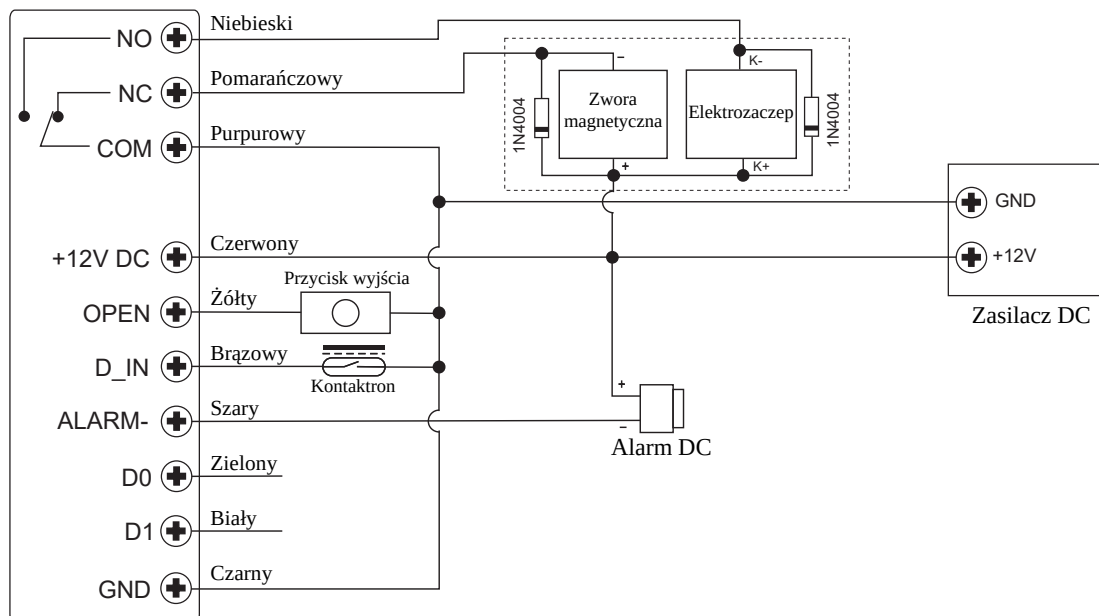 NO
Niebieski
NC
Pomarańczowy
COM
Purpurowy
+12V DC
Czerwony
OPEN
Żółty
Przycisk wyjścia
D_IN
Brązowy
Kontaktron
ALARM-
Szary
D0
Zielony
D1
Biały
GND
Czarny
1N4004
−
Zwora
magnetyczna
+
K-
Elektrozaczep
K+
1N4004
GND
+12V
Zasilacz DC
+
−
Alarm DC